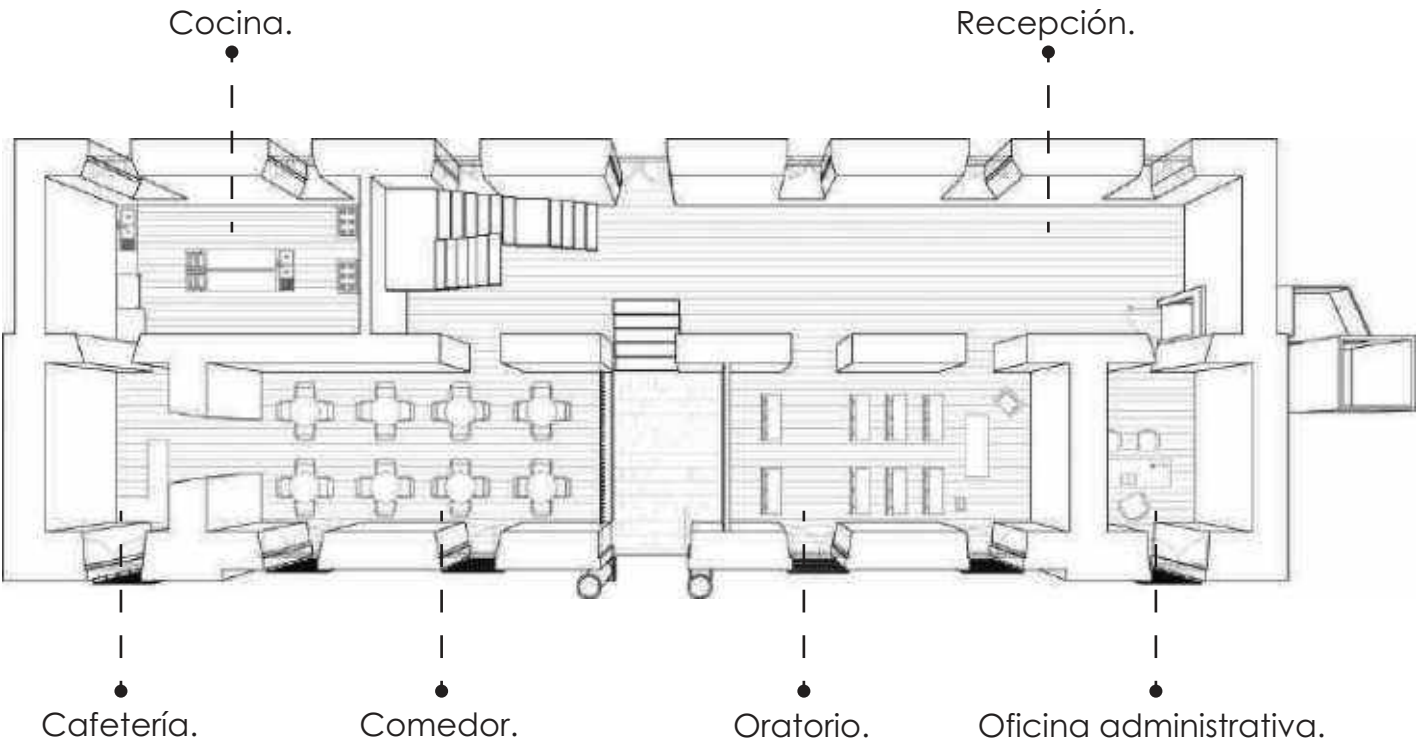 Cocina.
Recepción.
Cafetería.
Comedor.
Oratorio.
Oficina administrativa.